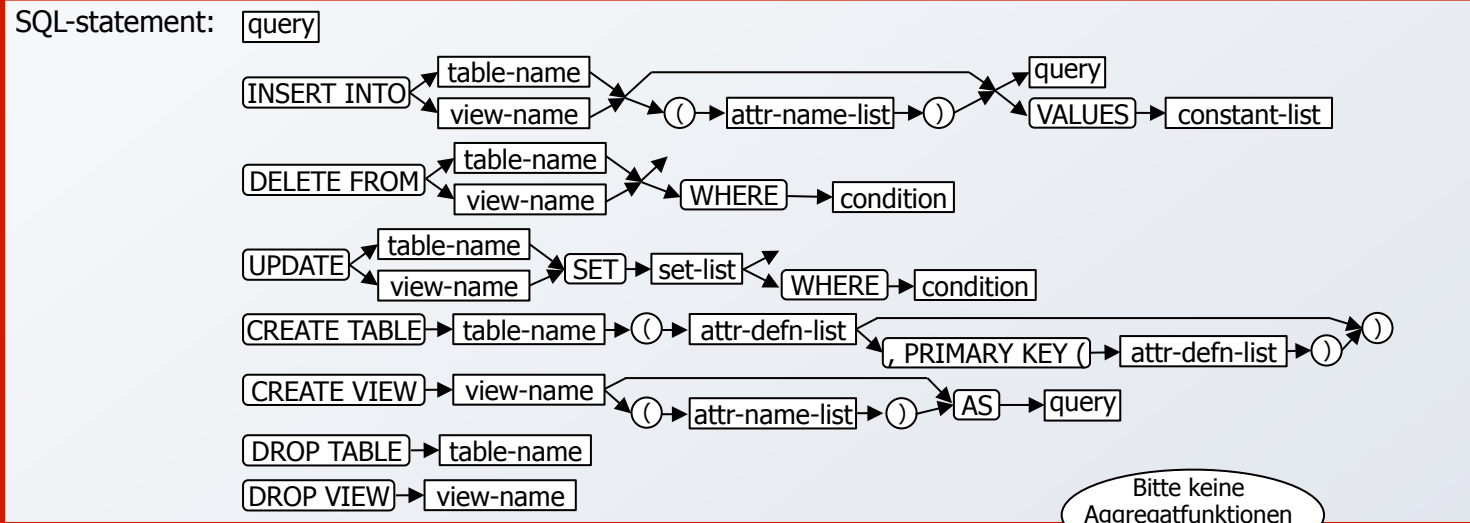 SQL-statement: query
INSERT INTO table-name view-name ( attr-name-list ) query VALUES constant-list
DELETE FROM table-name view-name WHERE condition
UPDATE table-name view-name SET set-list WHERE condition
CREATE TABLE table-name ( attr-defn-list , PRIMARY KEY ( attr-defn-list ) )
CREATE VIEW view-name ( attr-name-list ) AS query
DROP TABLE table-name
DROP VIEW view-name
Bitte keine
Aggregatfunktionen